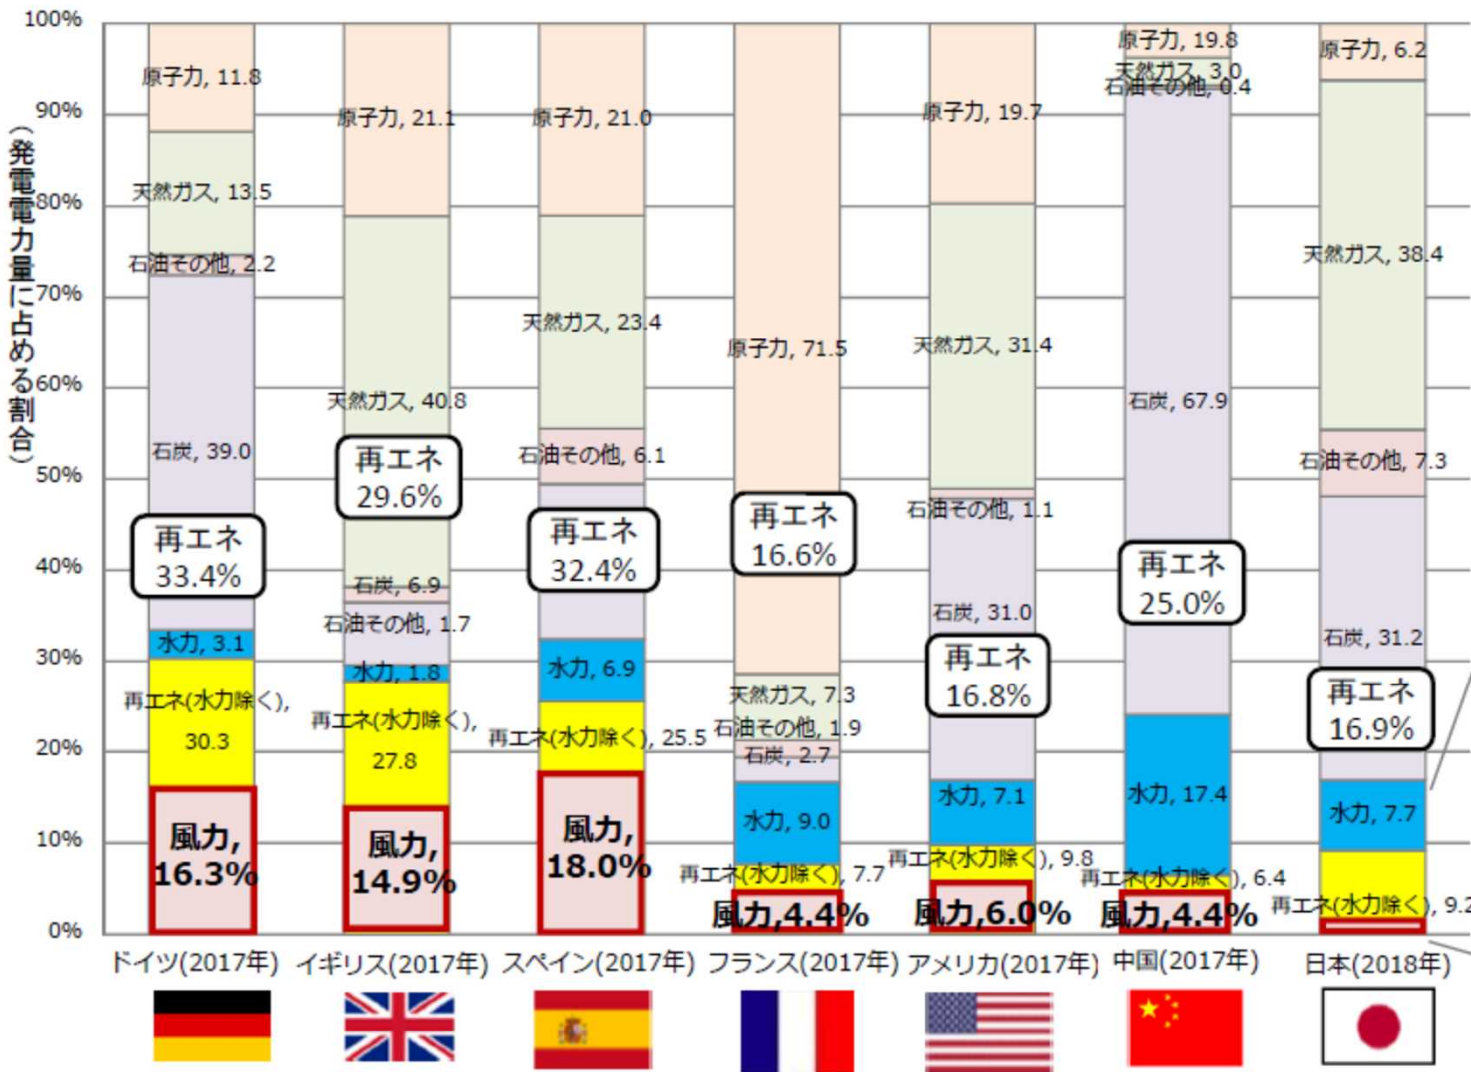 (発電電力量に占める割合)
100%
90%
80%
70%
60%
50%
40%
30%
20%
10%
0%
原子力, 11.8
天然ガス, 13.5
石油その他, 2.2
石炭, 39.0
再エネ
33.4%
水力, 3.1
再エネ(水力除く),
30.3
風力,
16.3%
ドイツ(2017年)
原子力, 21.1
天然ガス, 40.8
再エネ
29.6%
石炭, 6.9
石油その他, 1.7
水力, 1.8
再エネ(水力除く),
27.8
風力,
14.9%
イギリス(2017年)
原子力, 21.0
天然ガス, 23.4
石油その他, 6.1
再エネ
32.4%
水力, 6.9
再エネ(水力除く), 25.5
風力,
18.0%
スペイン(2017年)
原子力, 71.5
再エネ
16.6%
天然ガス, 7.3
石油その他, 1.9
石炭, 2.7
水力, 9.0
再エネ(水力除く), 7.7
風力,4.4%
フランス(2017年)
原子力, 19.7
天然ガス, 31.4
石油その他, 1.1
石炭, 31.0
再エネ
16.8%
水力, 7.1
再エネ(水力除く), 9.8
風力,6.0%
アメリカ(2017年)
原子力, 19.8
天然ガス, 3.0
石油その他, 0.4
石炭, 67.9
再エネ
25.0%
水力, 17.4
再エネ(水力除く), 6.4
風力,4.4%
中国(2017年)
原子力, 6.2
天然ガス, 38.4
石油その他, 7.3
石炭, 31.2
再エネ
16.9%
水力, 7.7
再エネ(水力除く), 9.2
日本(2018年)